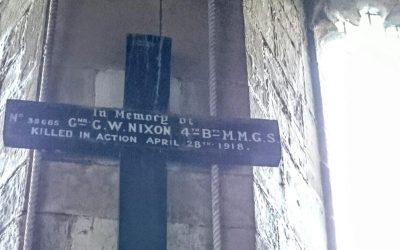 In Memory of
No 38665 Gnr G.W. NIXON 4TH Bn M.M.G.S.
KILLED IN ACTION APRIL 28TH 1918.